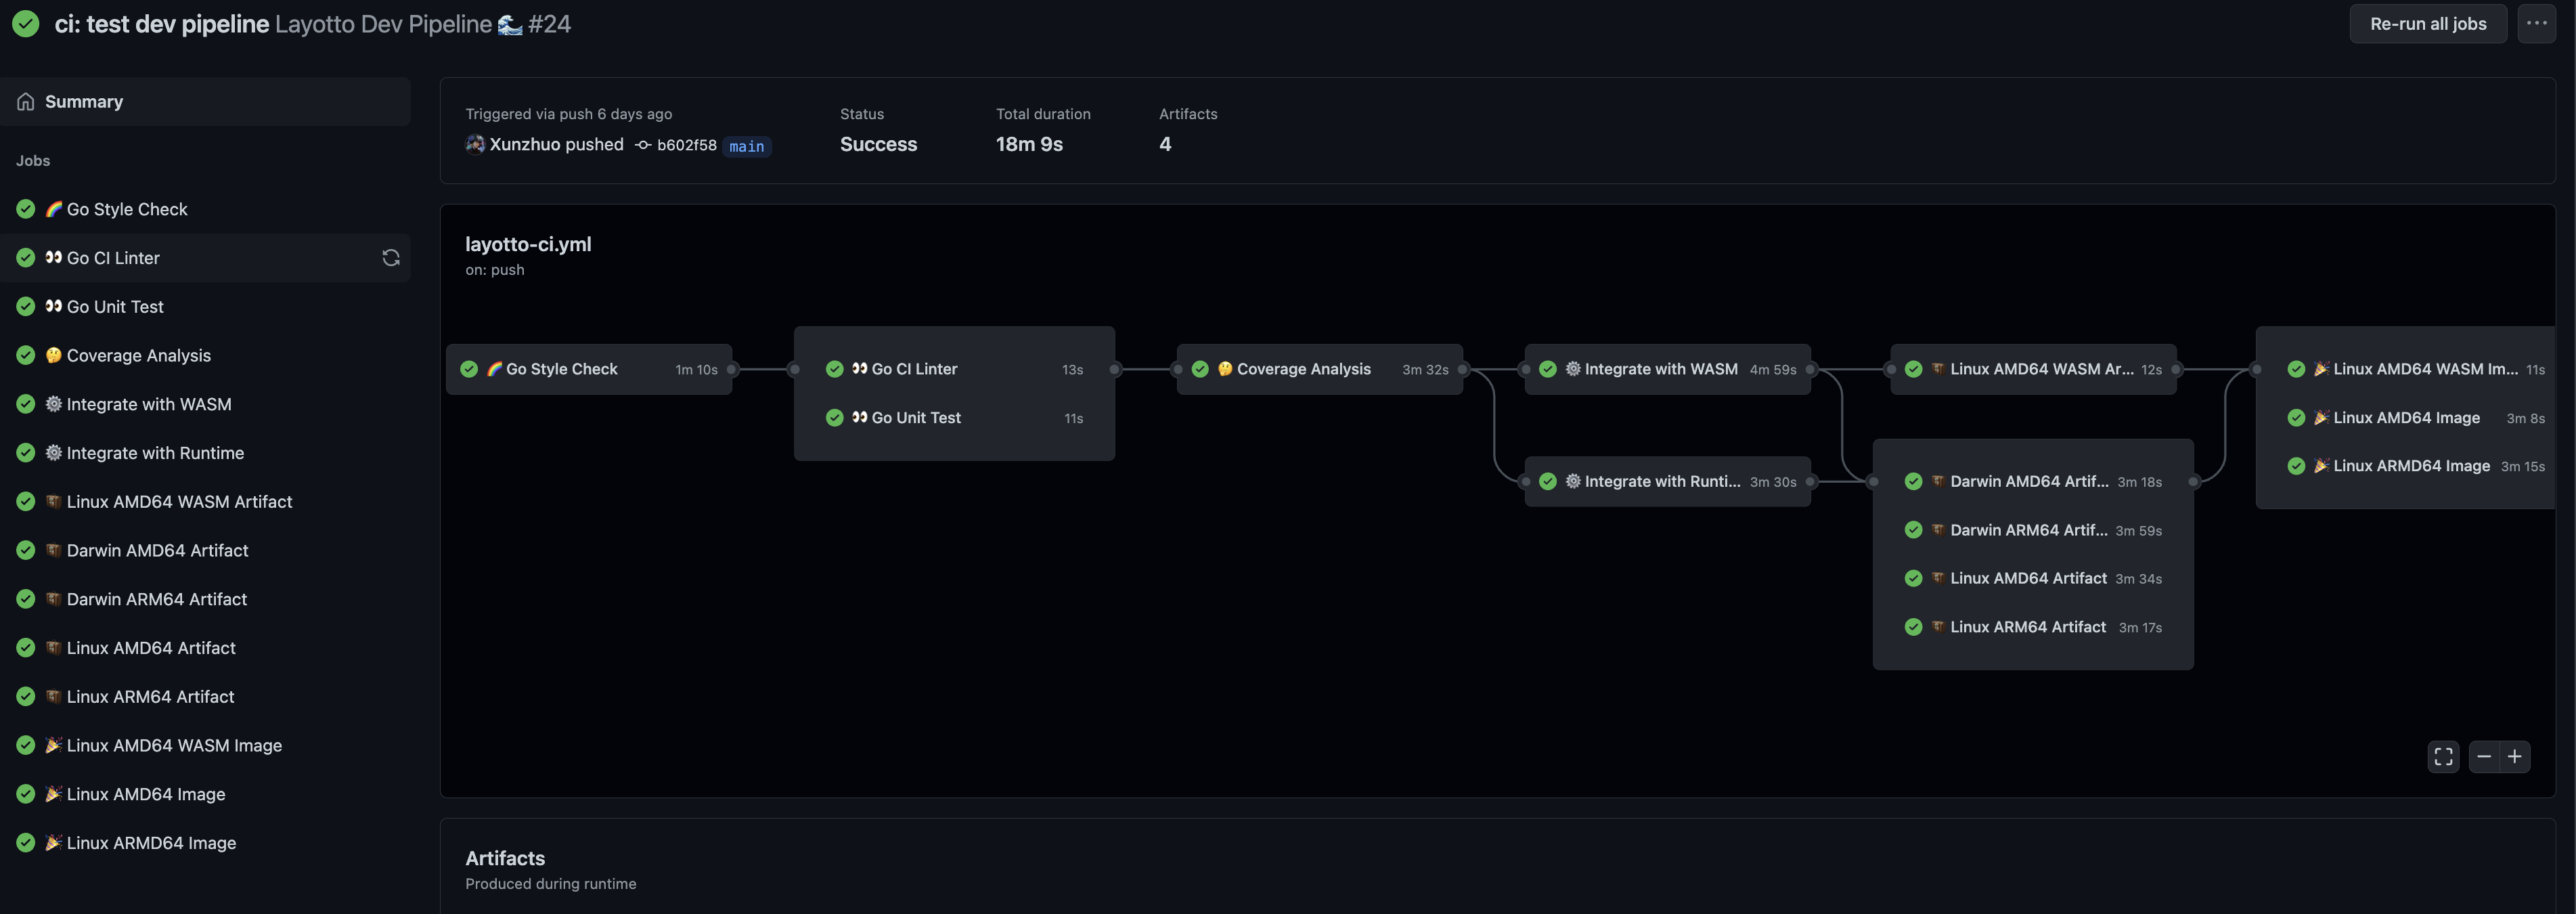 ci: test dev pipeline Layotto Dev Pipeline 🌊 #24
Re-run all jobs
Summary
Jobs
🌈 Go Style Check
👀 Go CI Linter
👀 Go Unit Test
🤔 Coverage Analysis
⚙️ Integrate with WASM
⚙️ Integrate with Runtime
Linux AMD64 WASM Artifact
Darwin AMD64 Artifact
Darwin ARM64 Artifact
Linux AMD64 Artifact
Linux ARM64 Artifact
🎉 Linux AMD64 WASM Image
🎉 Linux AMD64 Image
🎉 Linux ARMD64 Image
Triggered via push 6 days ago
Xunzhuo pushed b602f58 main
Status
Success
Total duration
18m 9s
Artifacts
4
layotto-ci.yml
on: push
🌈 Go Style Check 1m 10s
👀 Go CI Linter 13s
👀 Go Unit Test 11s
🤔 Coverage Analysis 3m 32s
⚙️ Integrate with WASM 4m 59s
⚙️ Integrate with Runti... 3m 30s
Linux AMD64 WASM Ar... 12s
Darwin AMD64 Artif... 3m 18s
Darwin ARM64 Artif... 3m 59s
Linux AMD64 Artifact 3m 34s
Linux ARM64 Artifact 3m 17s
🎉 Linux AMD64 WASM Im... 11s
🎉 Linux AMD64 Image 3m 8s
🎉 Linux ARMD64 Image 3m 15s
Artifacts
Produced during runtime